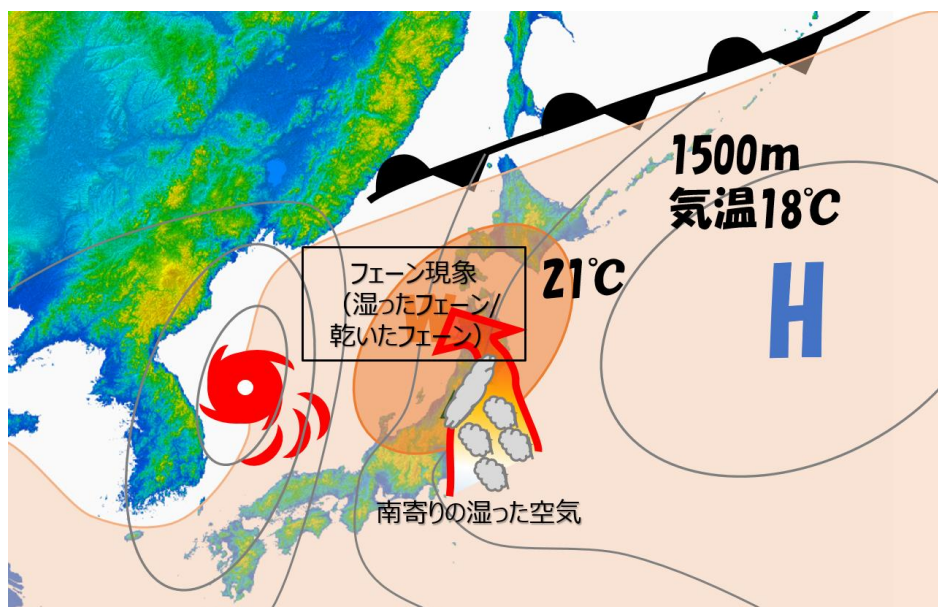 1500m
気温18℃
フェーン現象
（湿ったフェーン/
乾いたフェーン）
21℃
H
南寄りの湿った空気